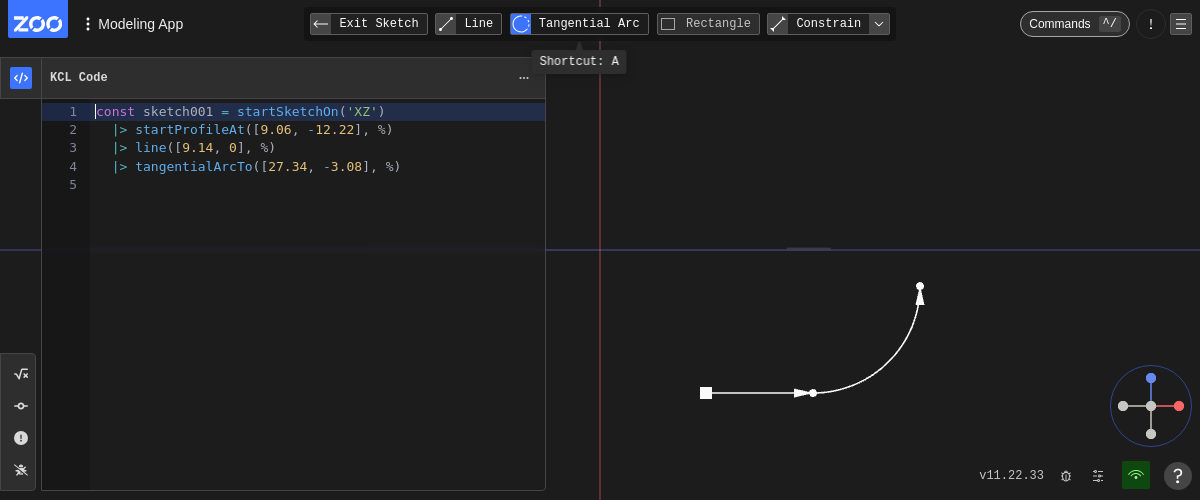 ZOO Modeling App Exit Sketch Line Tangential Arc Rectangle Constrain Commands ^/ !
Shortcut: A
KCL Code ...
1 const sketch001 = startSketchOn('XZ')
2 |> startProfileAt([9.06, -12.22], %)
3 |> line([9.14, 0], %)
4 |> tangentialArcTo([27.34, -3.08], %)
5
v11.22.33 ?